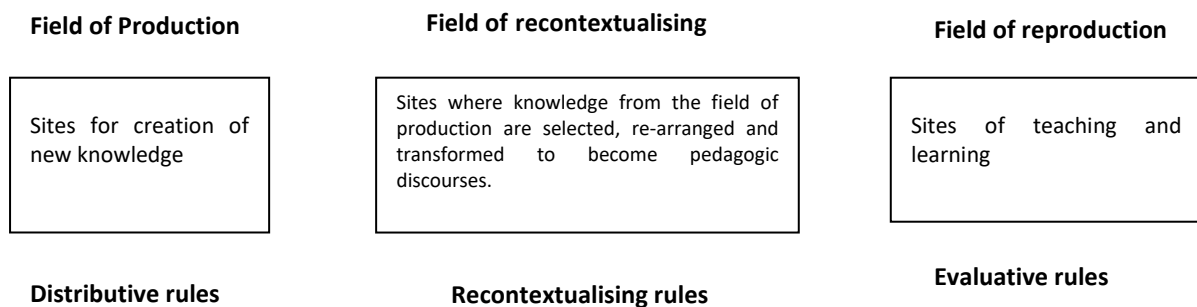 Field of Production
Field of recontextualising
Field of reproduction
Sites for creation of
new knowledge
Sites where knowledge from the field of
production are selected, re-arranged and
transformed to become pedagogic
discourses.
Sites of teaching and
learning
Distributive rules
Recontextualising rules
Evaluative rules